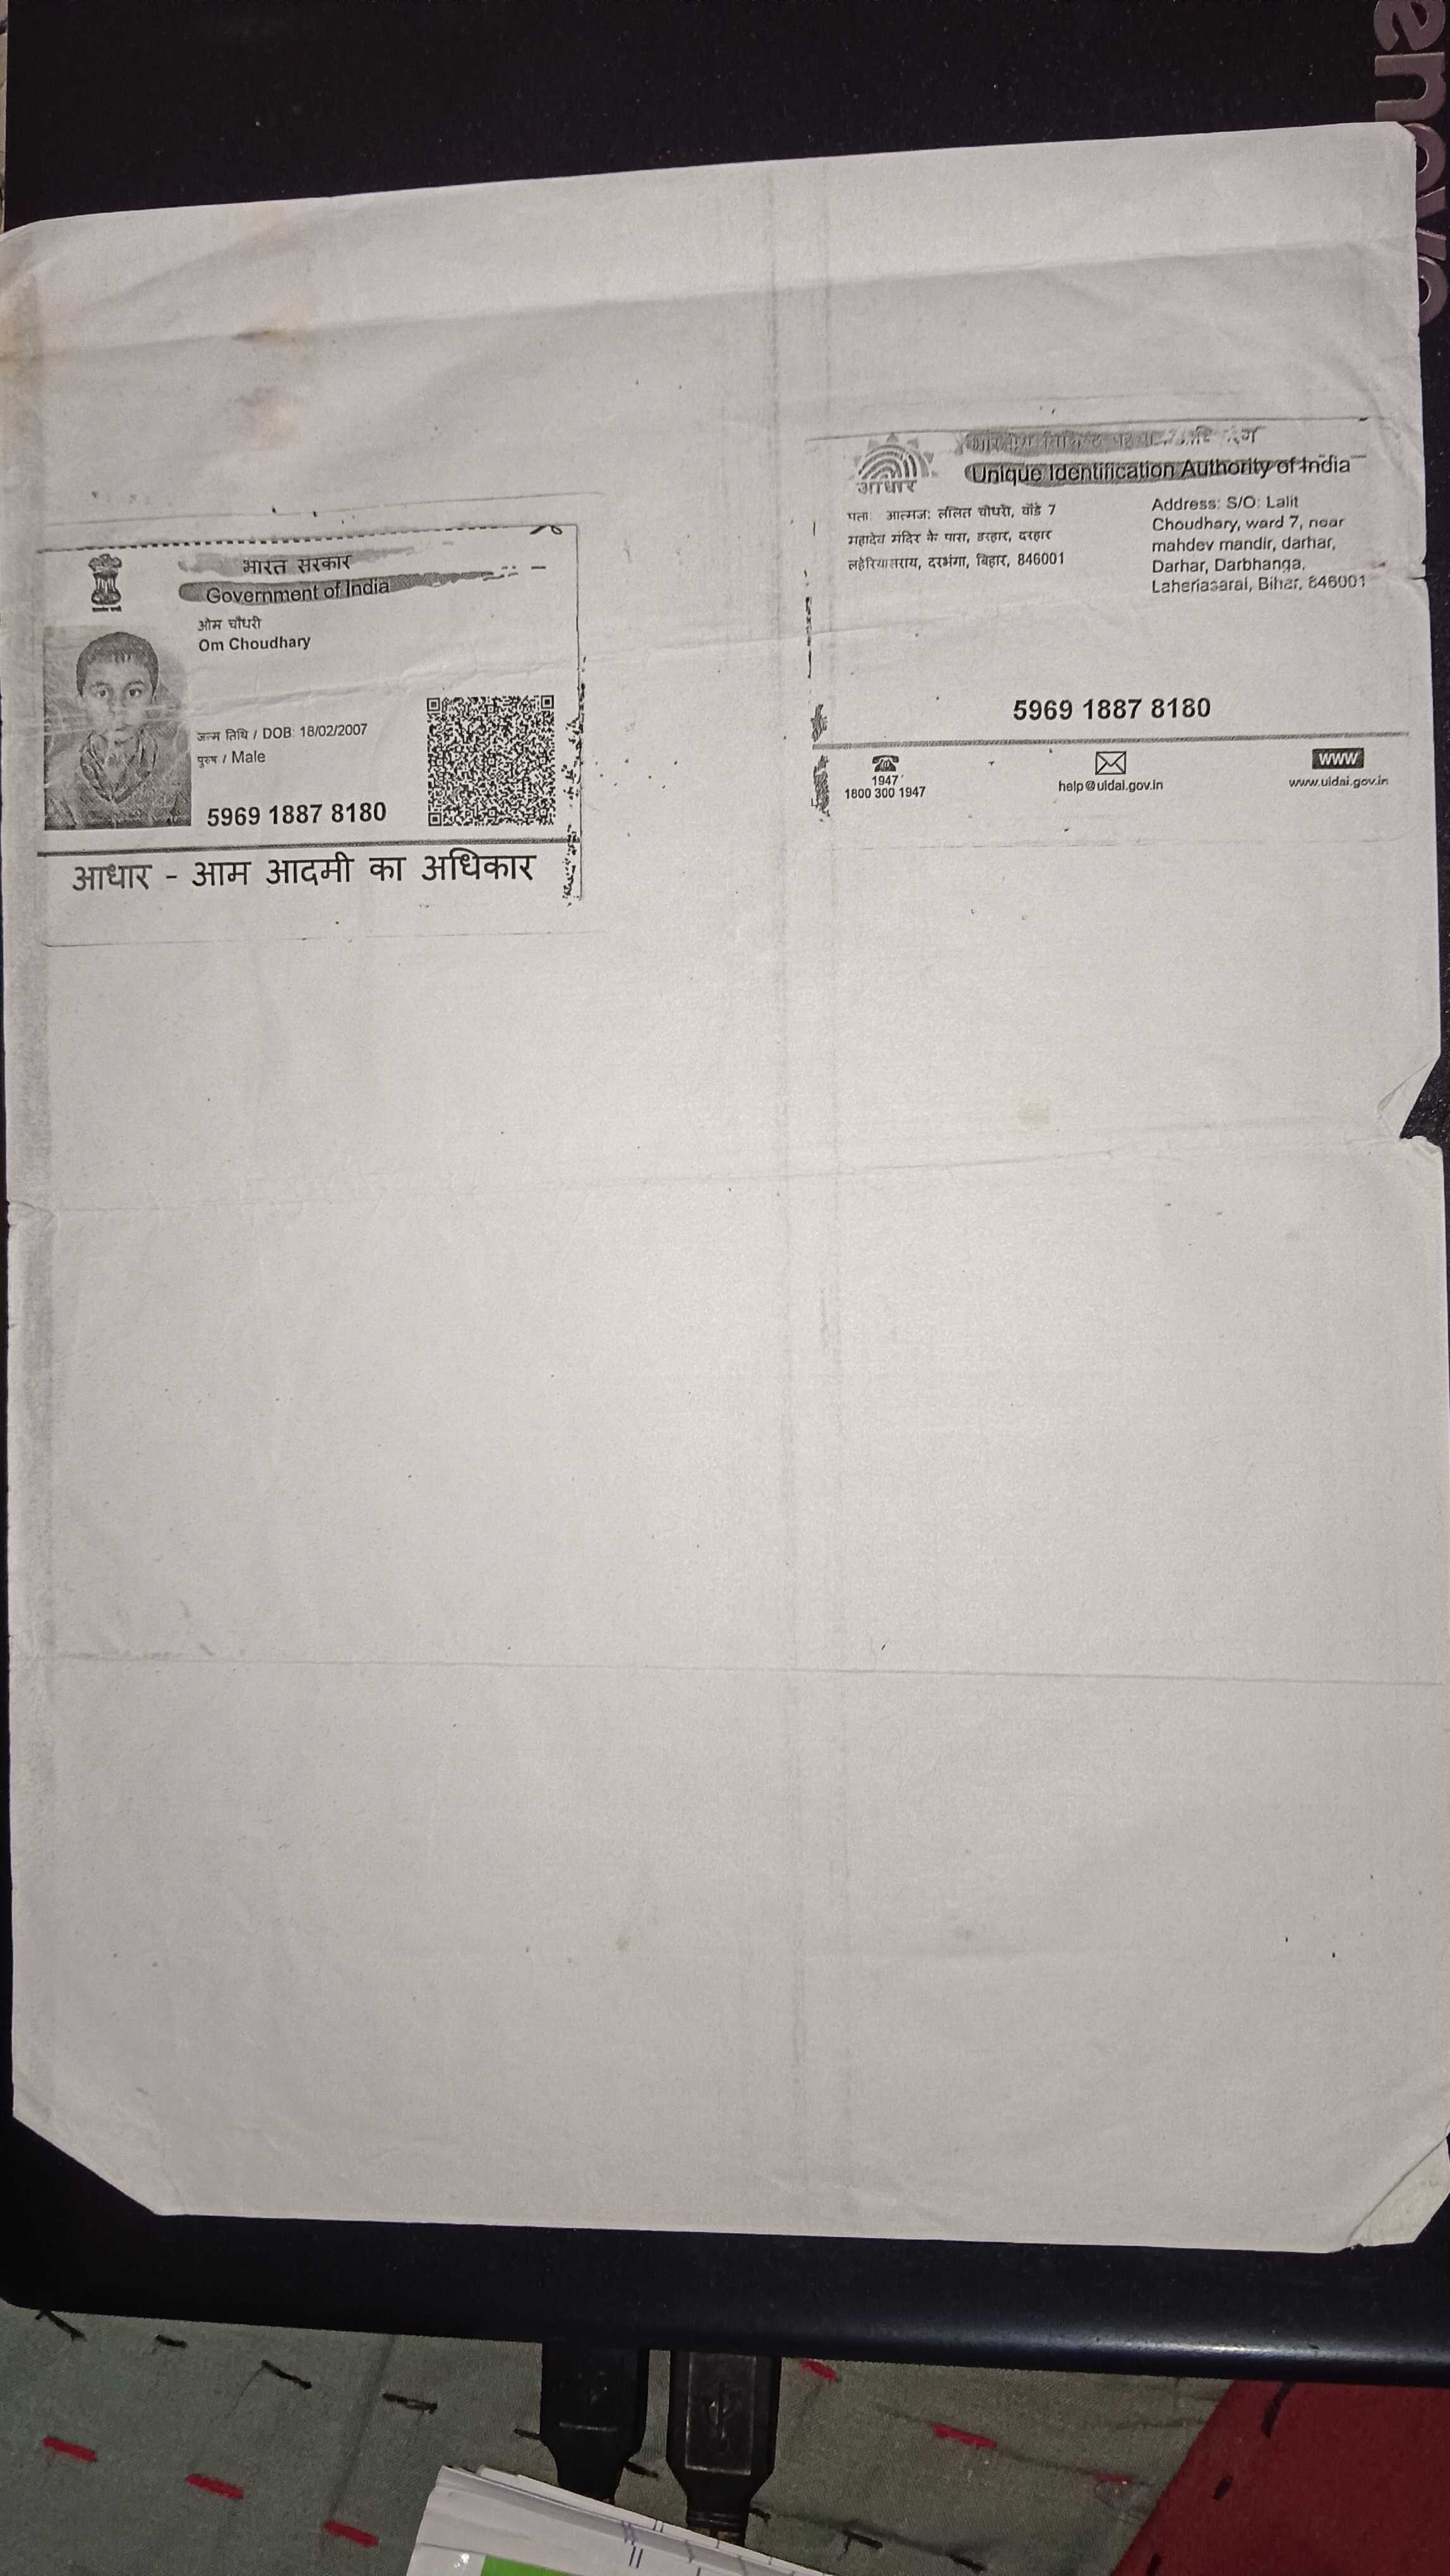 भारत सरकार
Government of India
ओम चौधरी
Om Choudhary
जन्म तिथि / DOB: 18/02/2007
पुरुष / Male
5969 1887 8180
आधार - आम आदमी का अधिकार
आधार
Unique Identification Authority of India
पता: आत्मज: ललित चौधरी, वॉर्ड 7
महादेव मंदिर के पास, डरहार, दरहार
लहेरियासराय, दरभंगा, बिहार, 846001
Address: S/O: Lalit
Choudhary, ward 7, near
mahdev mandir, darhar,
Darhar, Darbhanga,
Laheriasarai, Bihar, 846001
5969 1887 8180
1947
1800 300 1947
help@uidai.gov.in
www
www.uidai.gov.in